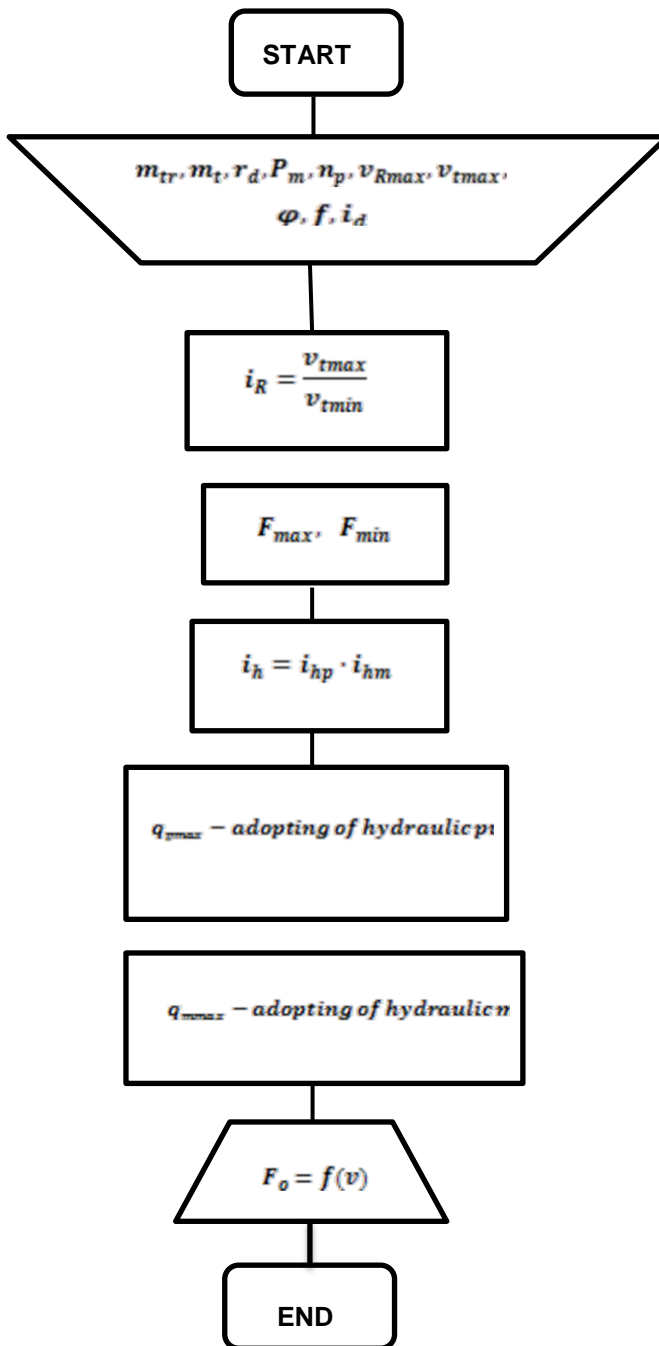 START
m_tr, m_t, r_d, P_m, n_p, v_Rmax, v_tmax,
φ, f, i_d
i_R = v_tmax / v_tmin
F_max, F_min
i_h = i_hp · i_hm
q_pmax − adopting of hydraulic
q_mmax − adopting of hydraulic
F_o = f(v)
END